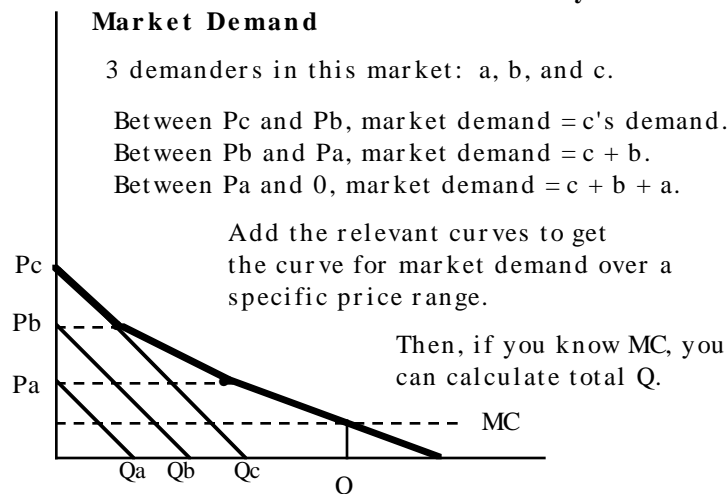 Market Demand
3 demanders in this market: a, b, and c.
Between Pc and Pb, market demand = c's demand.
Between Pb and Pa, market demand = c + b.
Between Pa and 0, market demand = c + b + a.
Add the relevant curves to get
the curve for market demand over a
specific price range.
Pc
Pb
Then, if you know MC, you
can calculate total Q.
Pa
MC
Qa Qb Qc
Q